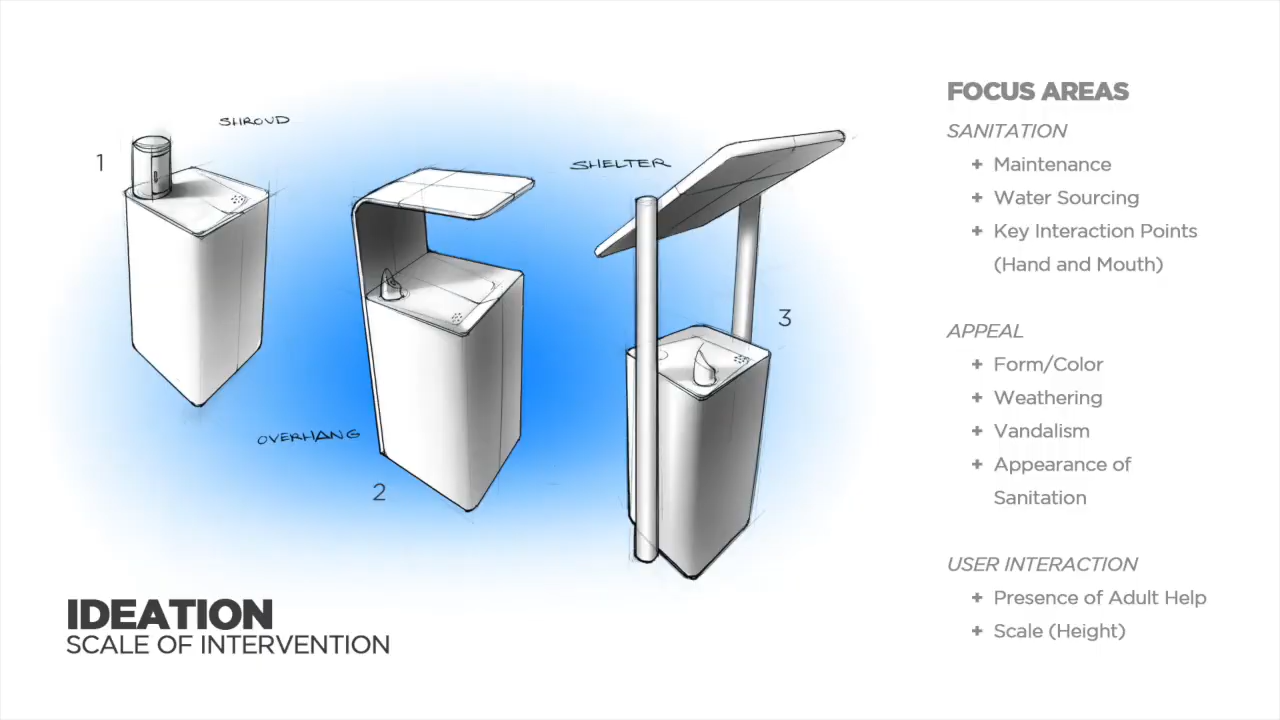 SHROUD
1
SHELTER
3
OVERHANG
2
IDEATION
SCALE OF INTERVENTION
FOCUS AREAS
SANITATION
+ Maintenance
+ Water Sourcing
+ Key Interaction Points
(Hand and Mouth)
APPEAL
+ Form/Color
+ Weathering
+ Vandalism
+ Appearance of
Sanitation
USER INTERACTION
+ Presence of Adult Help
+ Scale (Height)